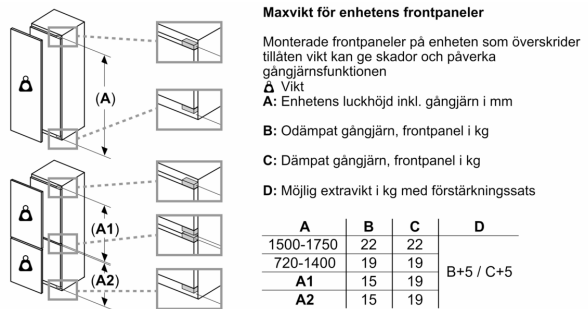 Maxvikt för enhetens frontpaneler
Monterade frontpaneler på enheten som överskrider
tillåten vikt kan ge skador och påverka
gångjärnsfunktionen
Vikt
A: Enhetens luckhöjd inkl. gångjärn i mm
B: Odämpat gångjärn, frontpanel i kg
C: Dämpat gångjärn, frontpanel i kg
D: Möjlig extravikt i kg med förstärkningssats
(A)
(A1)
(A2)
A B C D
1500-1750 22 22
720-1400 19 19
B+5 / C+5
A1 15 19
A2 15 19